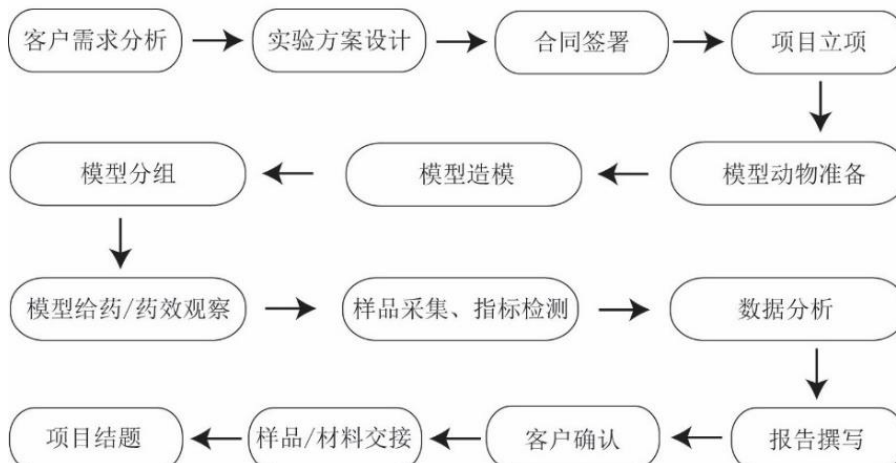 客户需求分析
实验方案设计
合同签署
项目立项
模型动物准备
模型造模
模型分组
模型给药/药效观察
样品采集、指标检测
数据分析
报告撰写
客户确认
样品/材料交接
项目结题